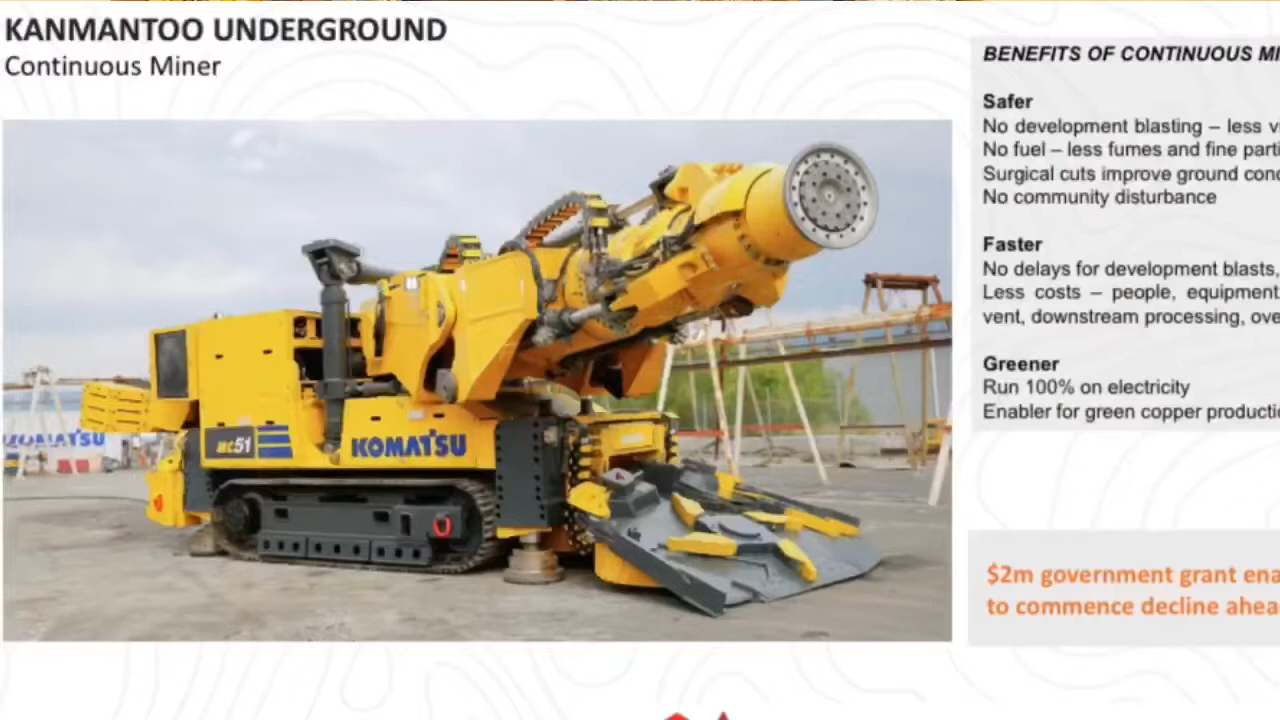 KANMANTOO UNDERGROUND
Continuous Miner
BENEFITS OF CONTINUOUS
Safer
No development blasting – less
No fuel – less fumes and fine
Surgical cuts improve ground
No community disturbance
Faster
No delays for development blasts,
Less costs – people, equipment
vent, downstream processing,
Greener
Run 100% on electricity
Enabler for green copper
$2m government grant
to commence decline
MC51
KOMATSU
KOMATSU